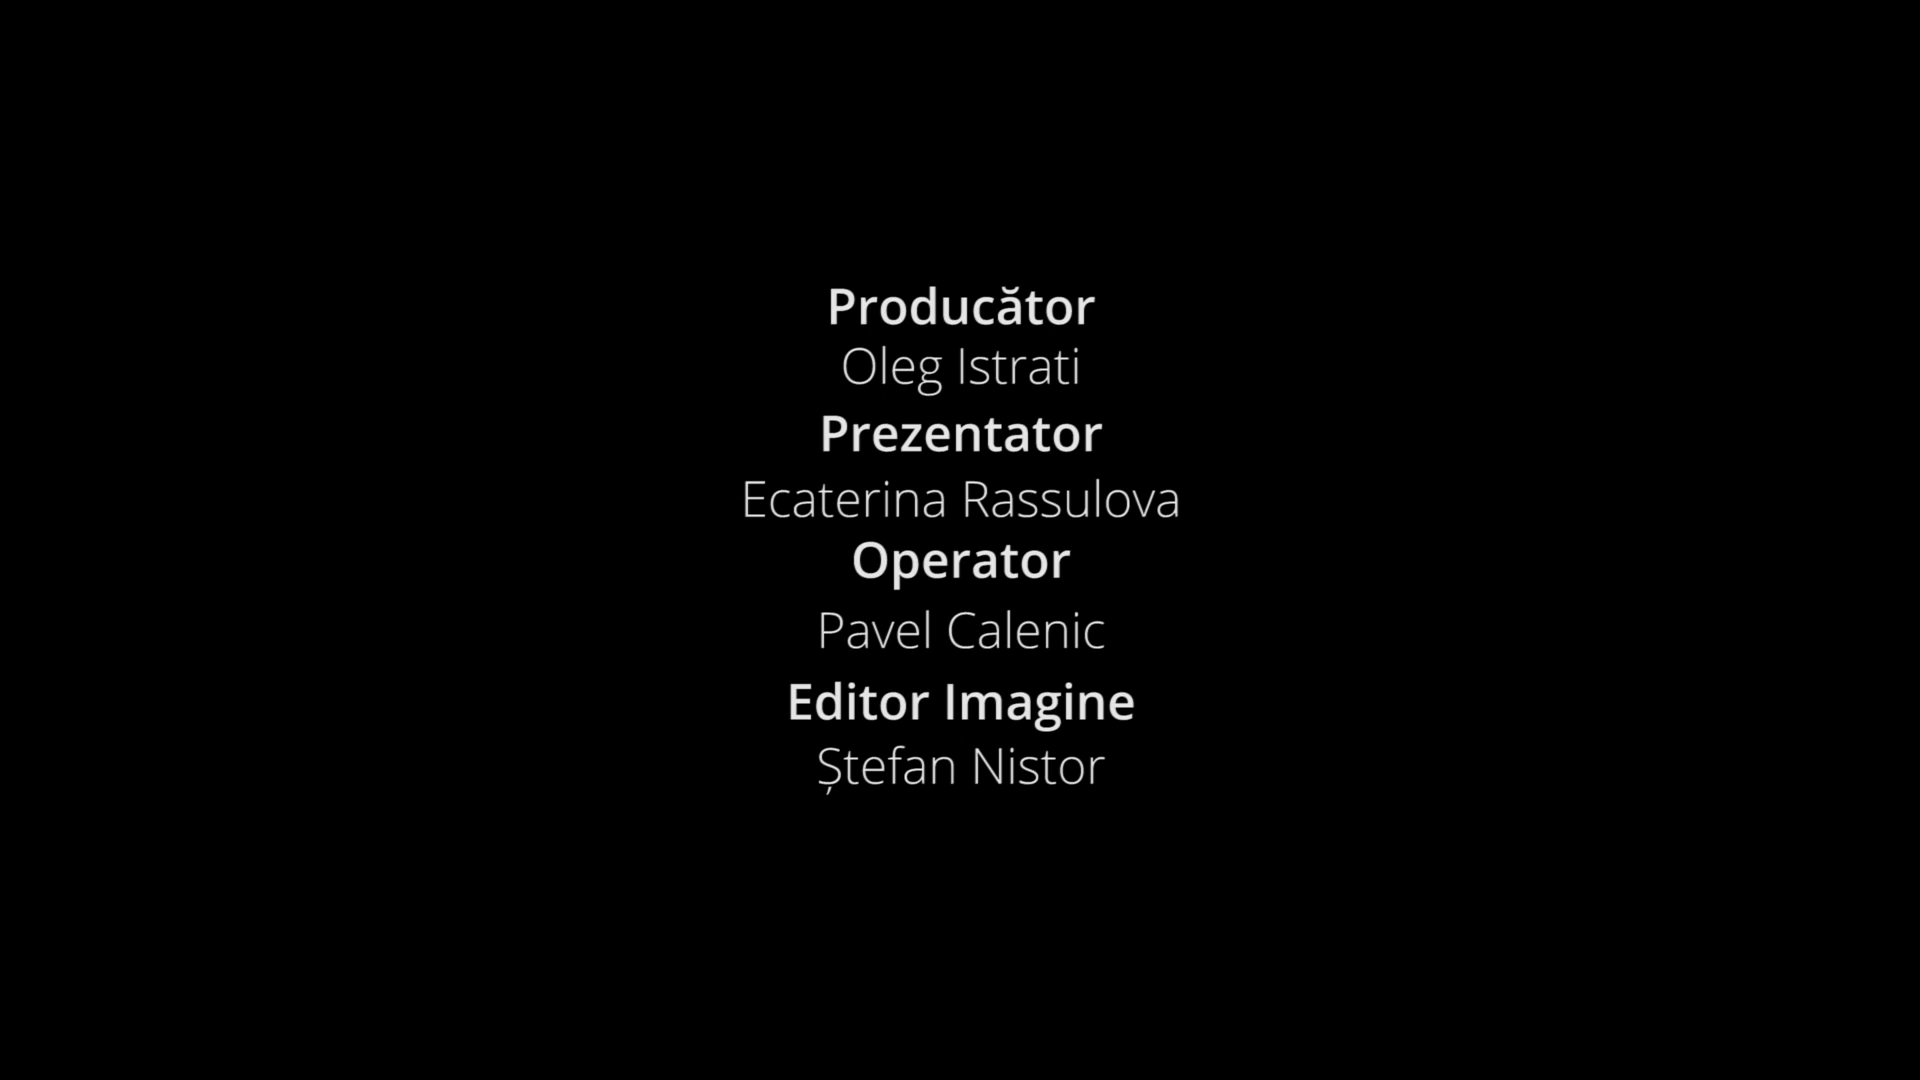 Producător
Oleg Istrati
Prezentator
Ecaterina Rassulova
Operator
Pavel Calenic
Editor Imagine
Ștefan Nistor